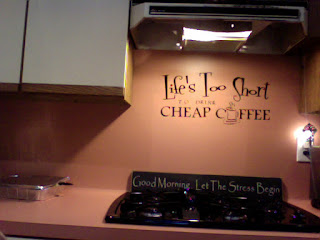 Life's Too Short
TO DRINK
CHEAP COFFEE
Good Morning. Let The Stress Begin